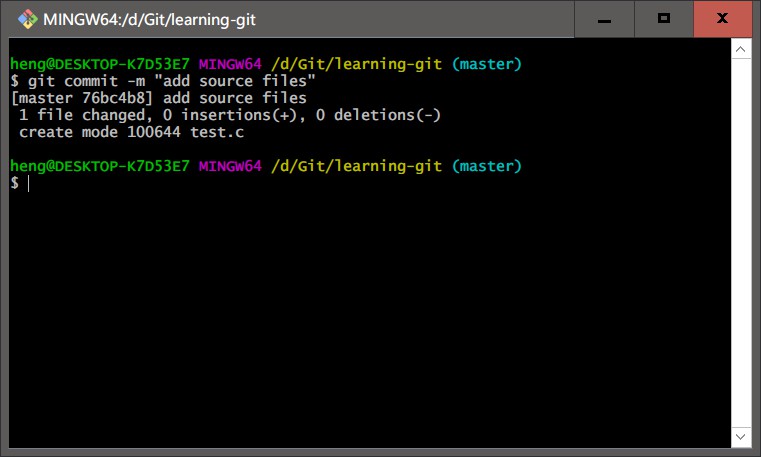 MINGW64:/d/Git/learning-git
heng@DESKTOP-K7D53E7 MINGW64 /d/Git/learning-git (master)
$ git commit -m "add source files"
[master 76bc4b8] add source files
 1 file changed, 0 insertions(+), 0 deletions(-)
 create mode 100644 test.c
heng@DESKTOP-K7D53E7 MINGW64 /d/Git/learning-git (master)
$